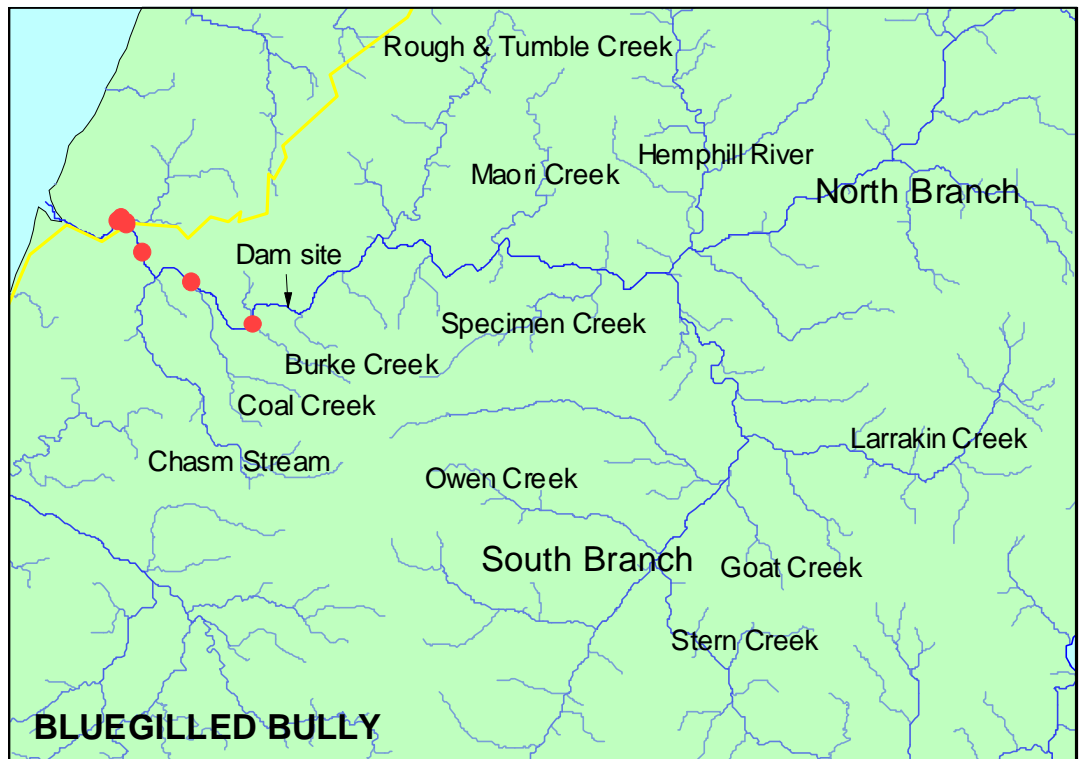 Rough & Tumble Creek
Maori Creek
Hemphill River
North Branch
Dam site
Specimen Creek
Burke Creek
Coal Creek
Chasm Stream
Larrakin Creek
Owen Creek
South Branch
Goat Creek
Stern Creek
BLUEGILLED BULLY